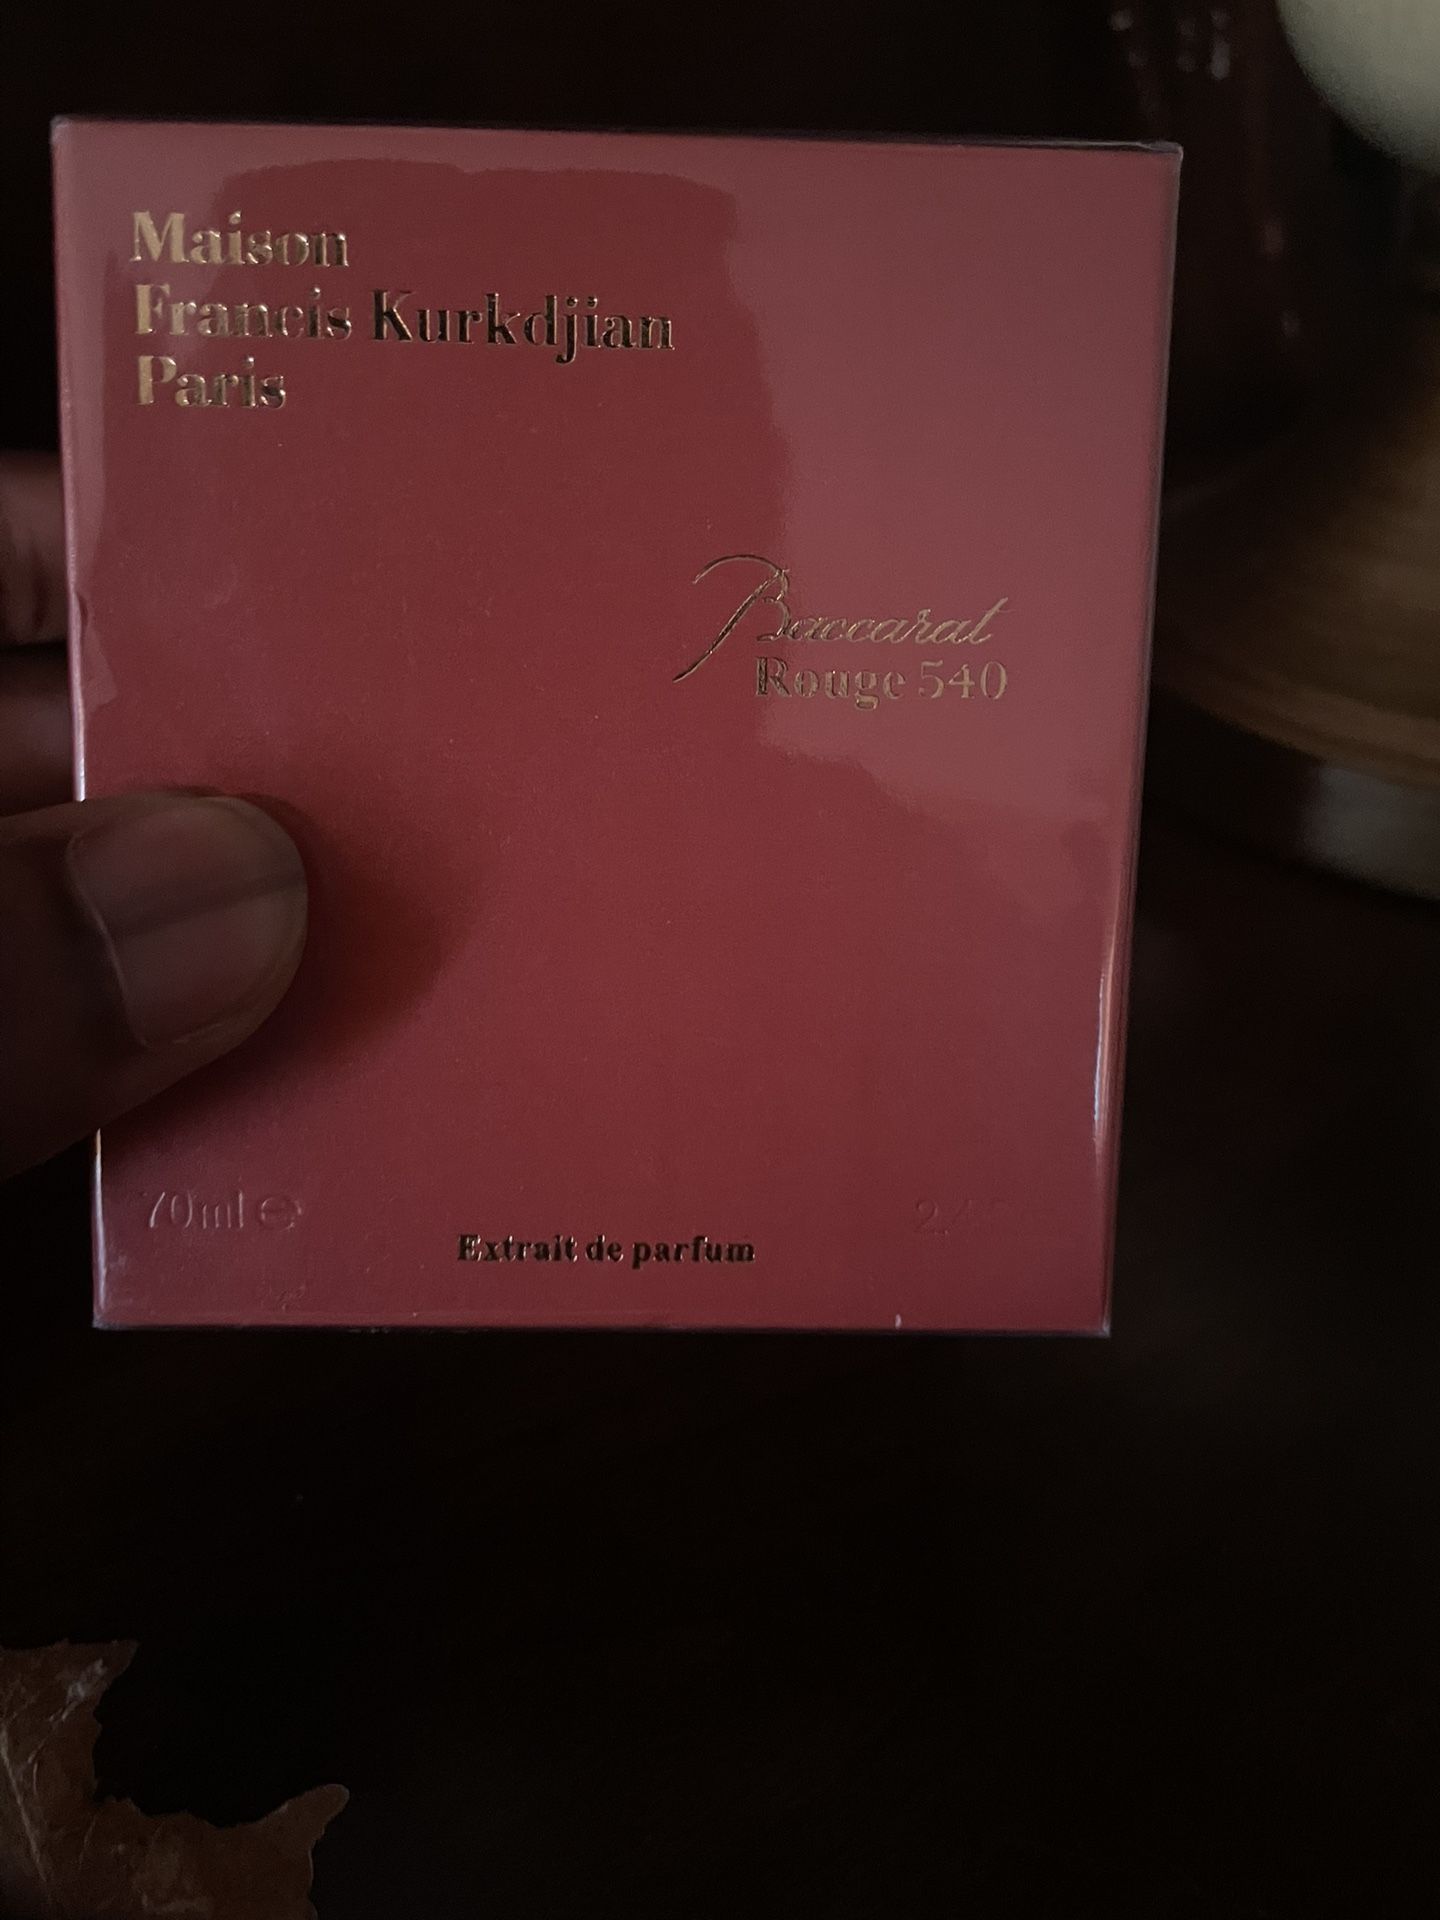 Maison
Francis Kurkdjian
Paris
Baccarat
Rouge 540
70ml ℮
Extrait de parfum